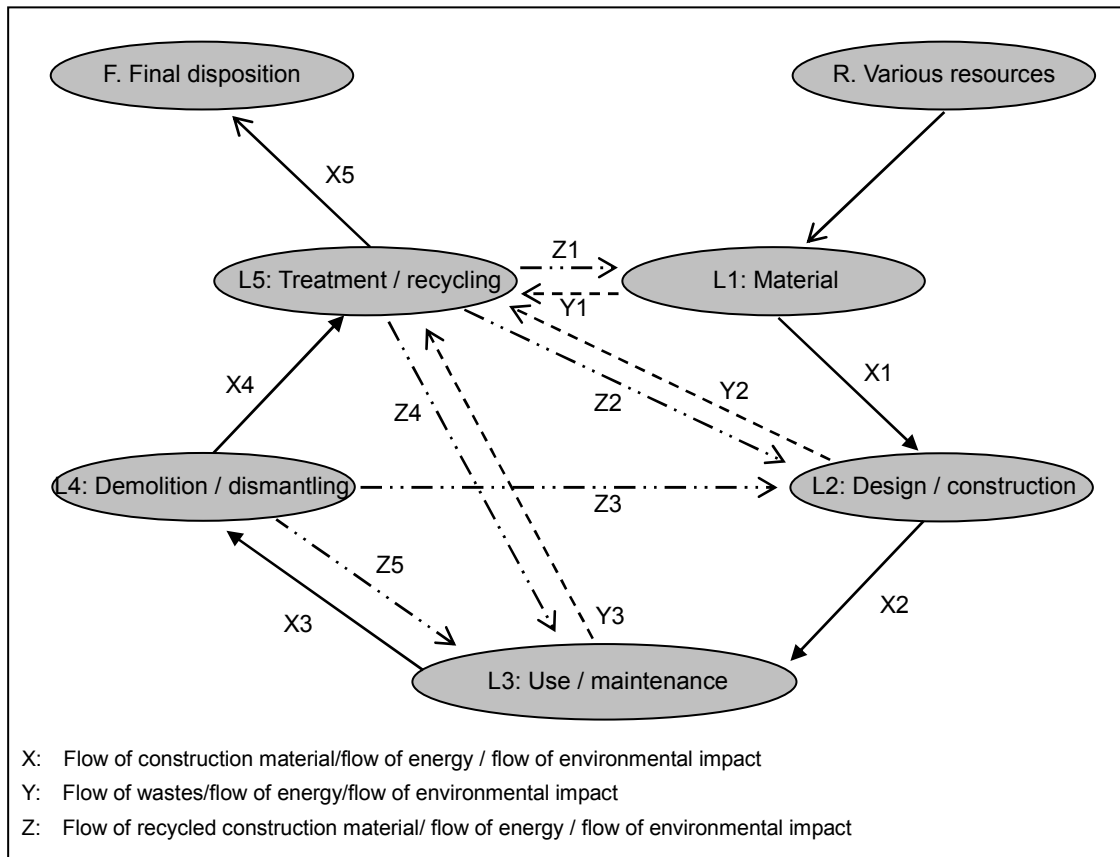 F. Final disposition
R. Various resources
X5
Z1
L5: Treatment / recycling
L1: Material
Y1
X1
Y2
X4
Z4
Z2
L4: Demolition / dismantling
L2: Design / construction
Z3
Z5
X2
X3
Y3
L3: Use / maintenance
X: Flow of construction material/flow of energy / flow of environmental impact
Y: Flow of wastes/flow of energy/flow of environmental impact
Z: Flow of recycled construction material/ flow of energy / flow of environmental impact